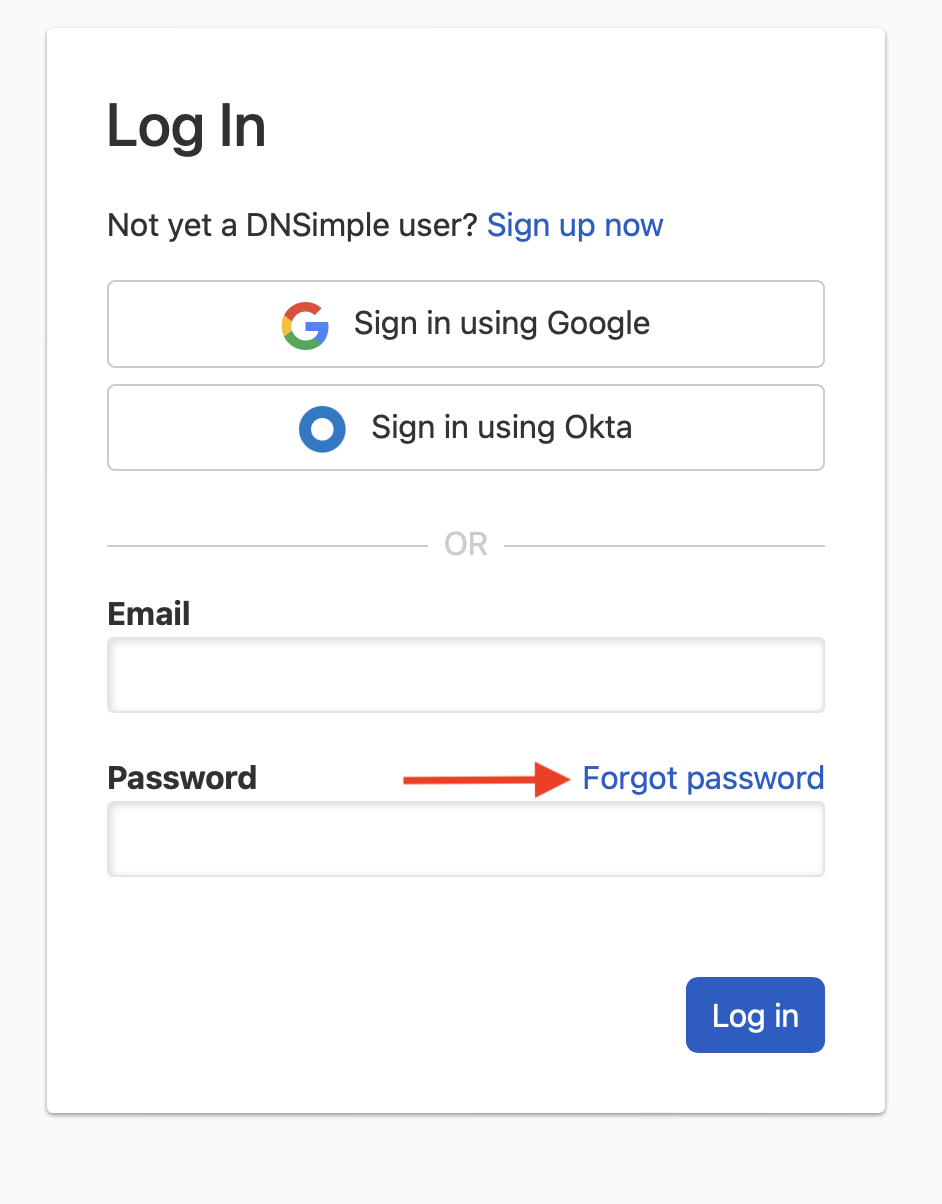 Log In
Not yet a DNSimple user? Sign up now
Sign in using Google
Sign in using Okta
OR
Email
Password Forgot password
Log in